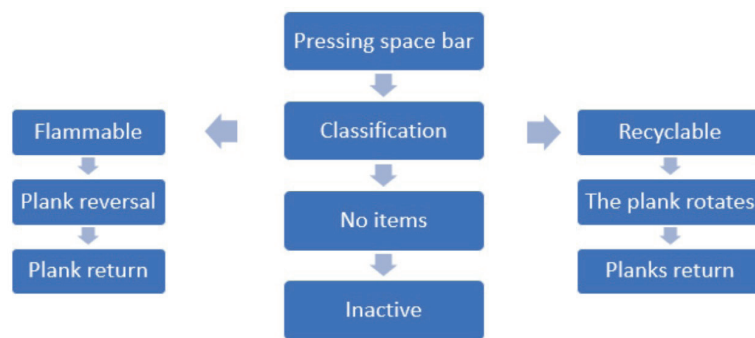 Pressing space bar
Flammable
Classification
Recyclable
Plank reversal
No items
The plank rotates
Plank return
Inactive
Planks return